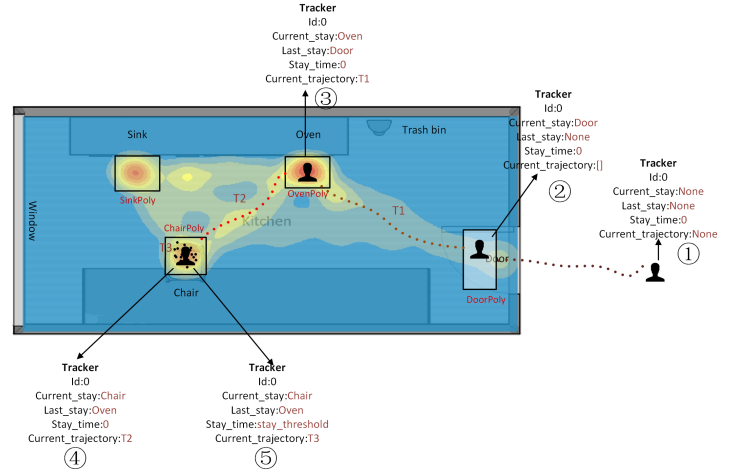 Tracker
Id:0
Current_stay:Oven
Last_stay:Door
Stay_time:0
Current_trajectory:T1
③
Tracker
Id:0
Current_stay:Door
Last_stay:None
Stay_time:0
Current_trajectory:[]
②
Tracker
Id:0
Current_stay:None
Last_stay:None
Stay_time:0
Current_trajectory:None
①
Sink
Oven
Trash bin
SinkPoly
OvenPoly
T2
T1
Window
ChairPoly
Kitchen
T3
Door
Chair
DoorPoly
Tracker
Id:0
Current_stay:Chair
Last_stay:Oven
Stay_time:0
Current_trajectory:T2
④
Tracker
Id:0
Current_stay:Chair
Last_stay:Oven
Stay_time:stay_threshold
Current_trajectory:T3
⑤